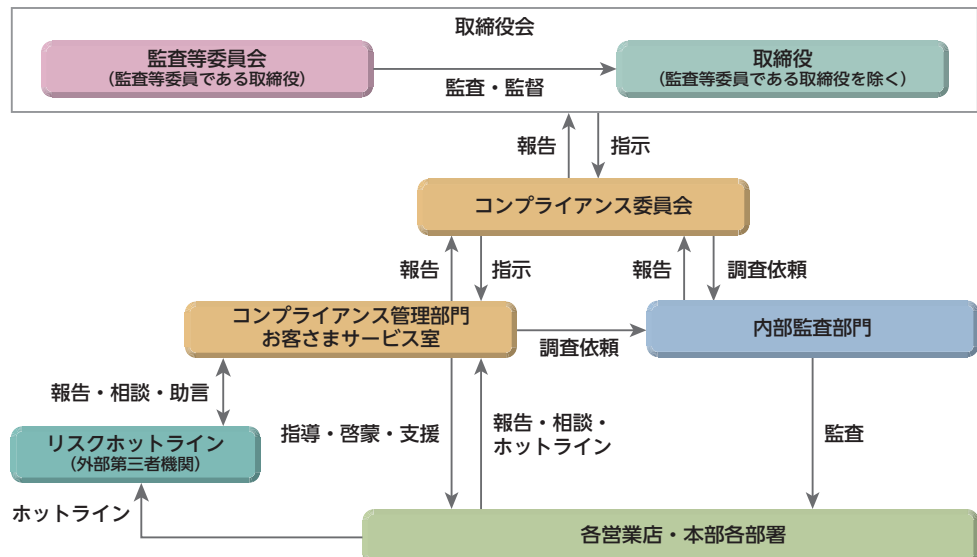 取締役会
監査等委員会
(監査等委員である取締役)
監査・監督
取締役
(監査等委員である取締役を除く)
報告
指示
コンプライアンス委員会
報告
指示
報告
調査依頼
コンプライアンス管理部門
お客さまサービス室
調査依頼
内部監査部門
報告・相談・助言
指導・啓蒙・支援
報告・相談・
ホットライン
監査
リスクホットライン
(外部第三者機関)
ホットライン
各営業店・本部各部署